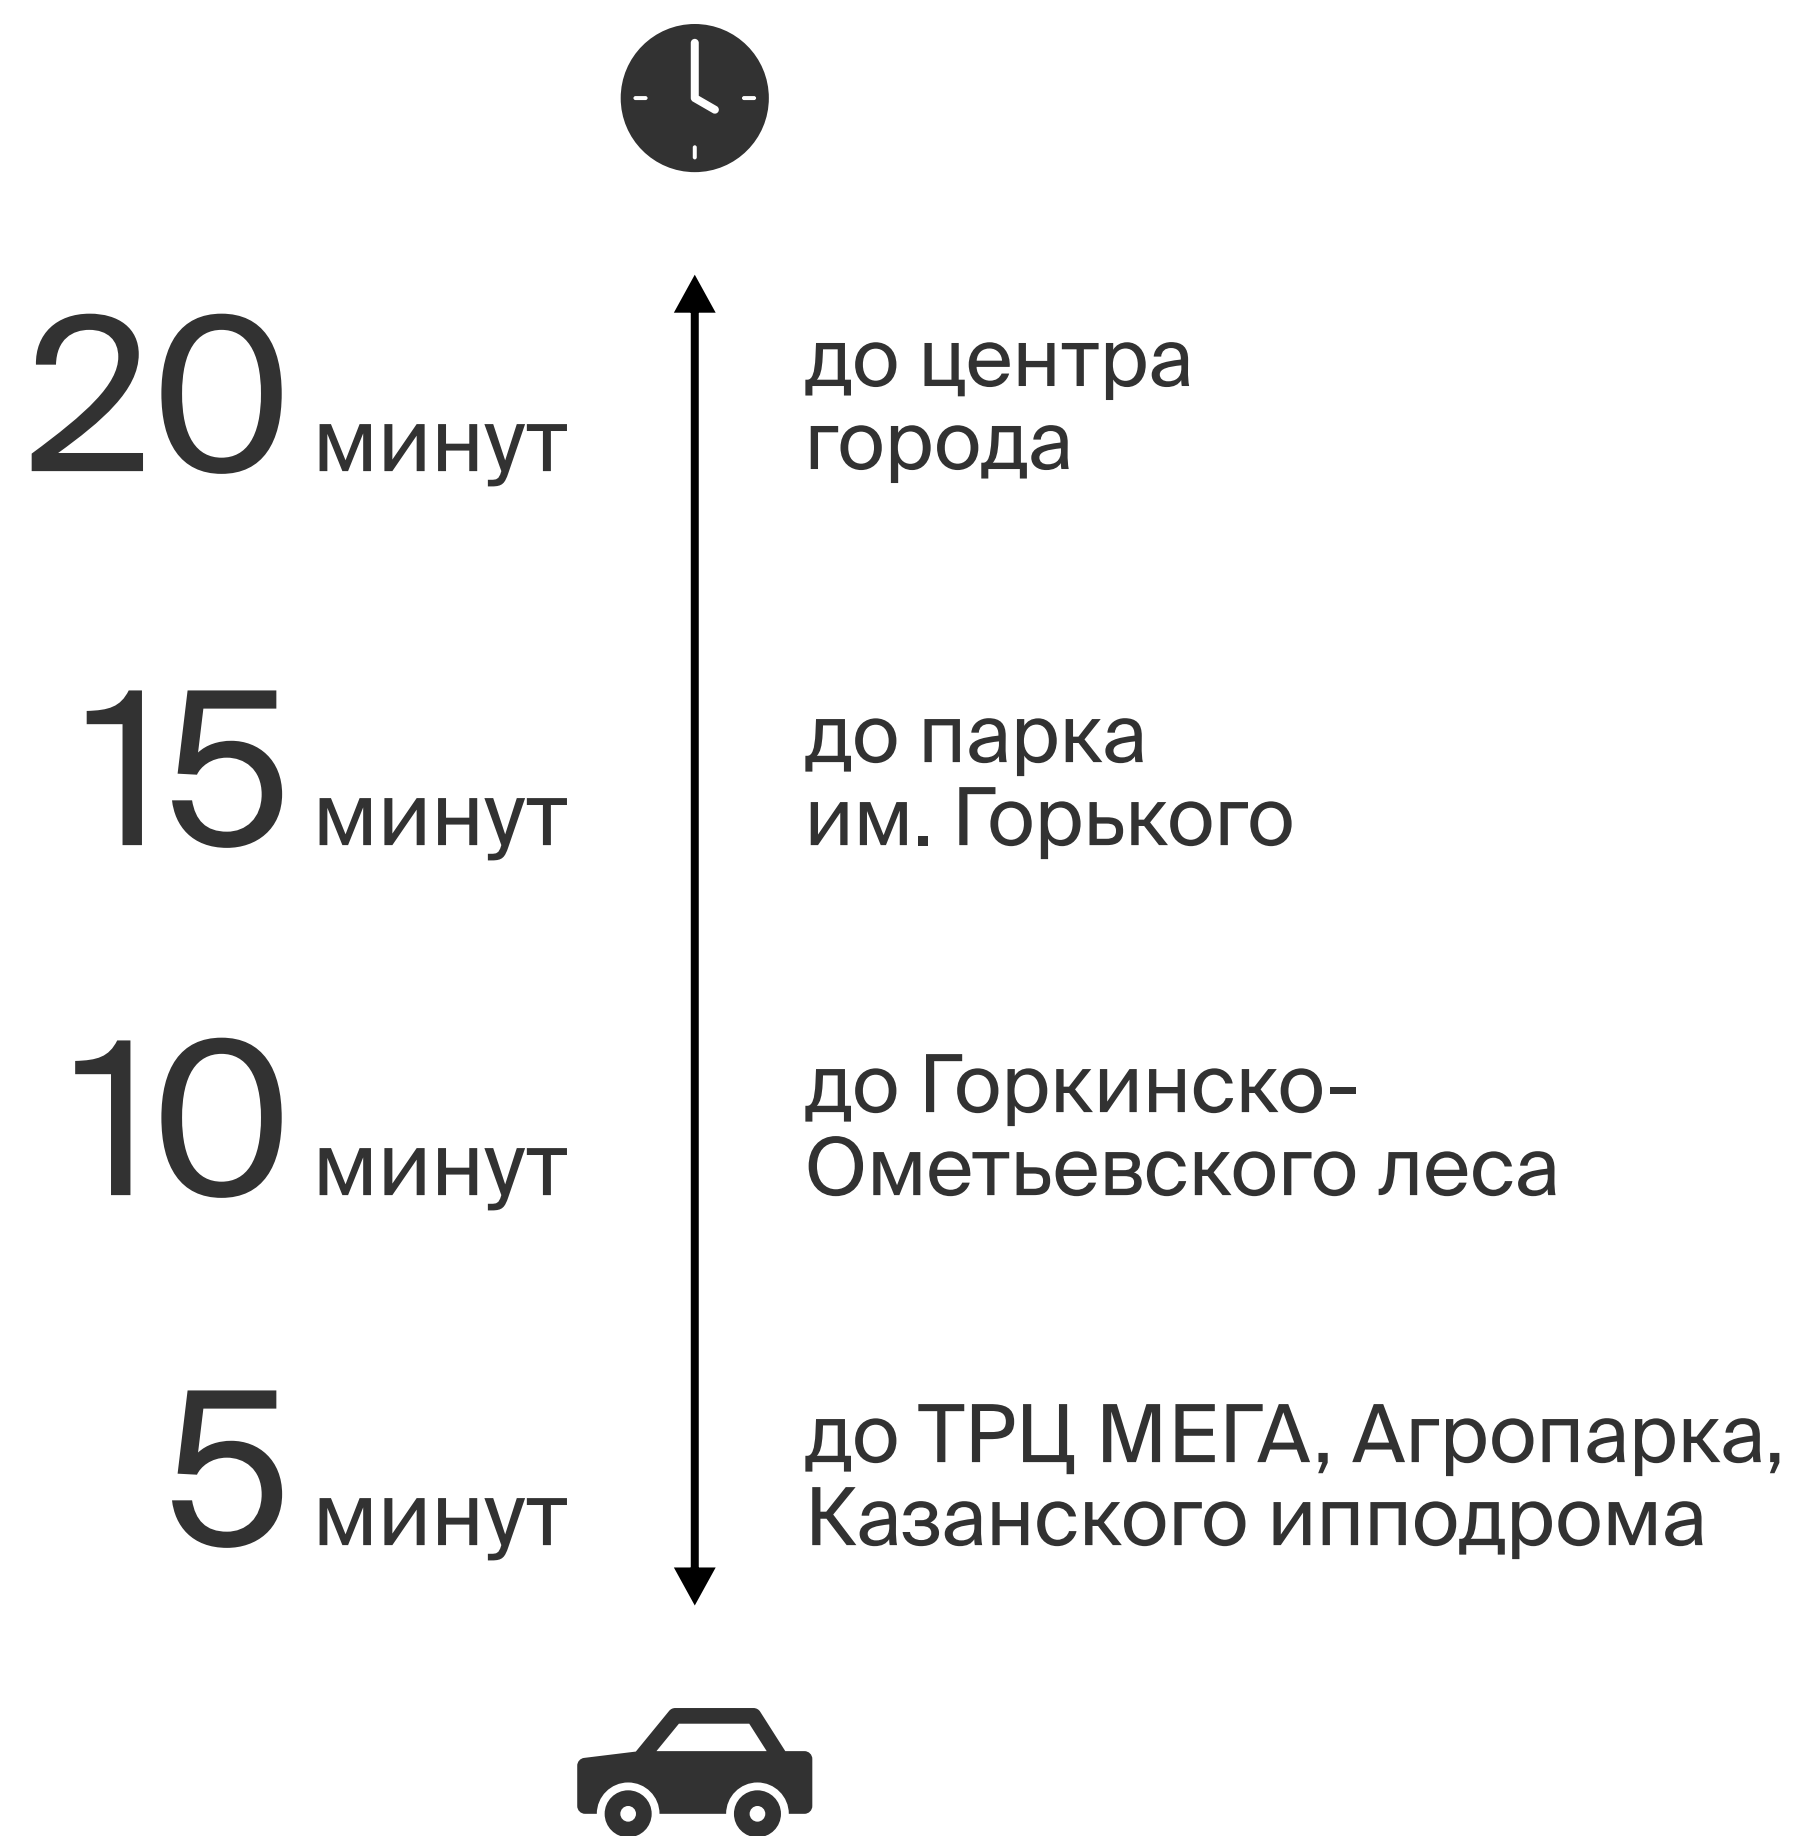 20 минут
до центра
города
15 минут
до парка
им. Горького
10 минут
до Горкинско-
Ометьевского леса
5 минут
до ТРЦ МЕГА, Агропарка,
Казанского ипподрома